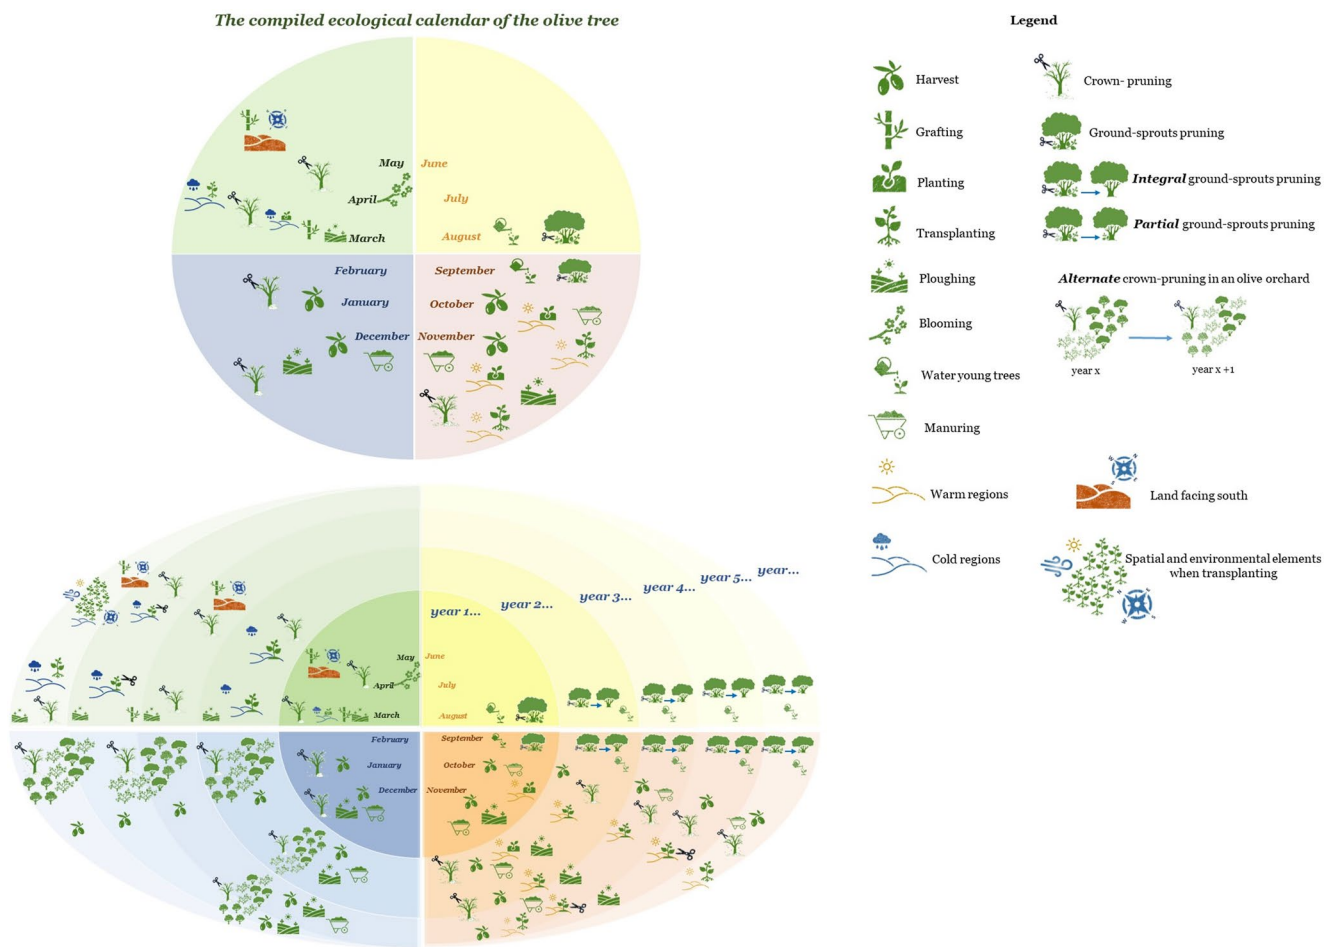 The compiled ecological calendar of the olive tree
May
June
April
July
March
August
February
September
January
October
December
November
year 1...
year 2...
year 3...
year 4...
year 5...
year...
May
June
April
July
March
August
February
September
January
October
December
November
Legend
Harvest
Crown- pruning
Grafting
Ground-sprouts pruning
Planting
Integral ground-sprouts pruning
Transplanting
Partial ground-sprouts pruning
Ploughing
Alternate crown-pruning in an olive orchard
Blooming
year x
year x +1
Water young trees
Manuring
Warm regions
Land facing south
Cold regions
Spatial and environmental elements
when transplanting